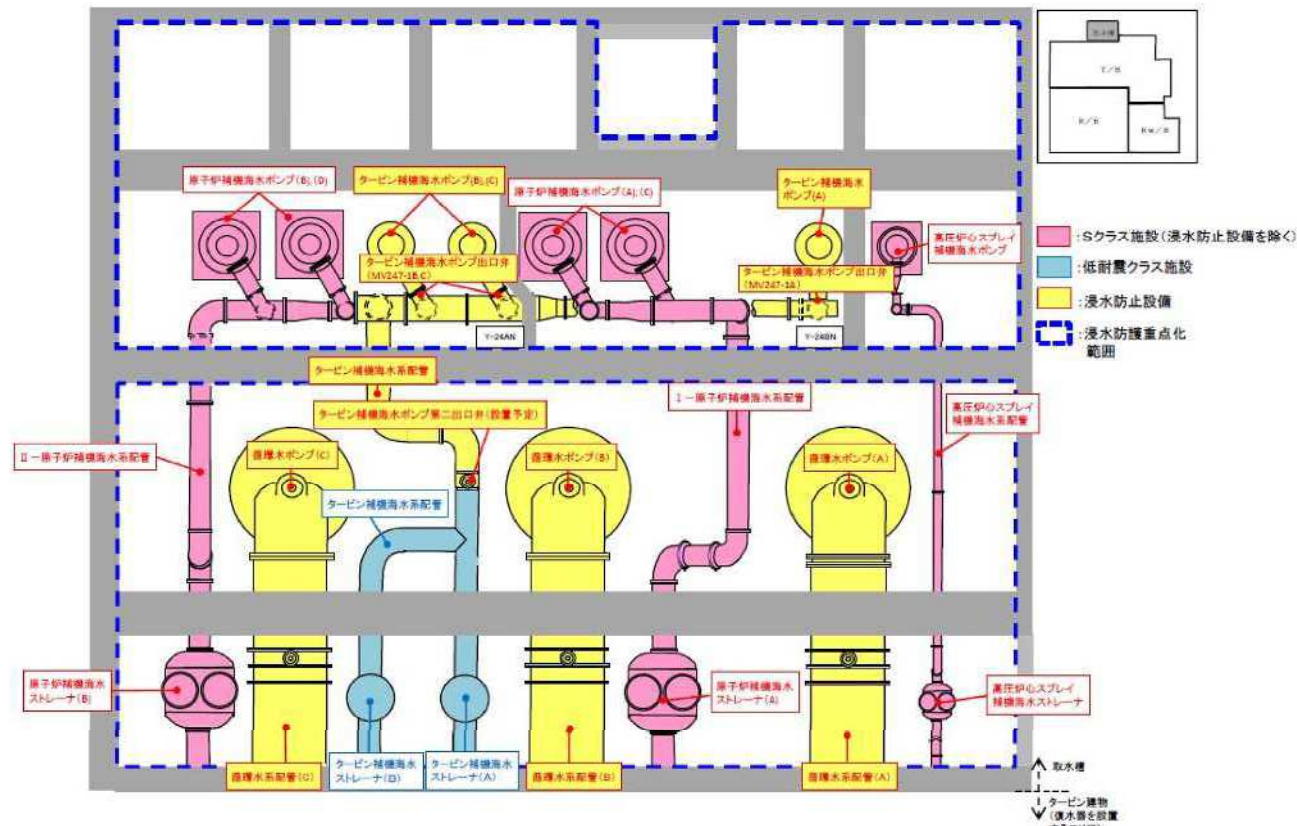 取水槽
T/B
R/B
Rw/B
原子炉補機海水ポンプ(B),(D)
タービン補機海水ポンプ(B),(C)
原子炉補機海水ポンプ(A),(C)
タービン補機海水
ポンプ(A)
高圧炉心スプレイ
補機海水ポンプ
タービン補機海水ポンプ出口弁
(MV247-1B,C)
タービン補機海水ポンプ出口弁
(MV247-1A)
Y-24AN
Y-24BN
:Sクラス施設(浸水防止設備を除く)
:低耐震クラス施設
:浸水防止設備
:浸水防護重点化
範囲
タービン補機海水系配管
タービン補機海水ポンプ第二出口弁(設置予定)
Ⅰ-原子炉補機海水系配管
高圧炉心スプレイ
補機海水系配管
Ⅱ-原子炉補機海水系配管
循環水ポンプ(C)
循環水ポンプ(B)
循環水ポンプ(A)
タービン補機海水系配管
原子炉補機海水
ストレーナ(B)
原子炉補機海水
ストレーナ(A)
高圧炉心スプレイ
補機海水ストレーナ
循環水系配管(C)
タービン補機海水
ストレーナ(B)
タービン補機海水
ストレーナ(A)
循環水系配管(B)
循環水系配管(A)
取水槽
タービン建物
(復水器を設置